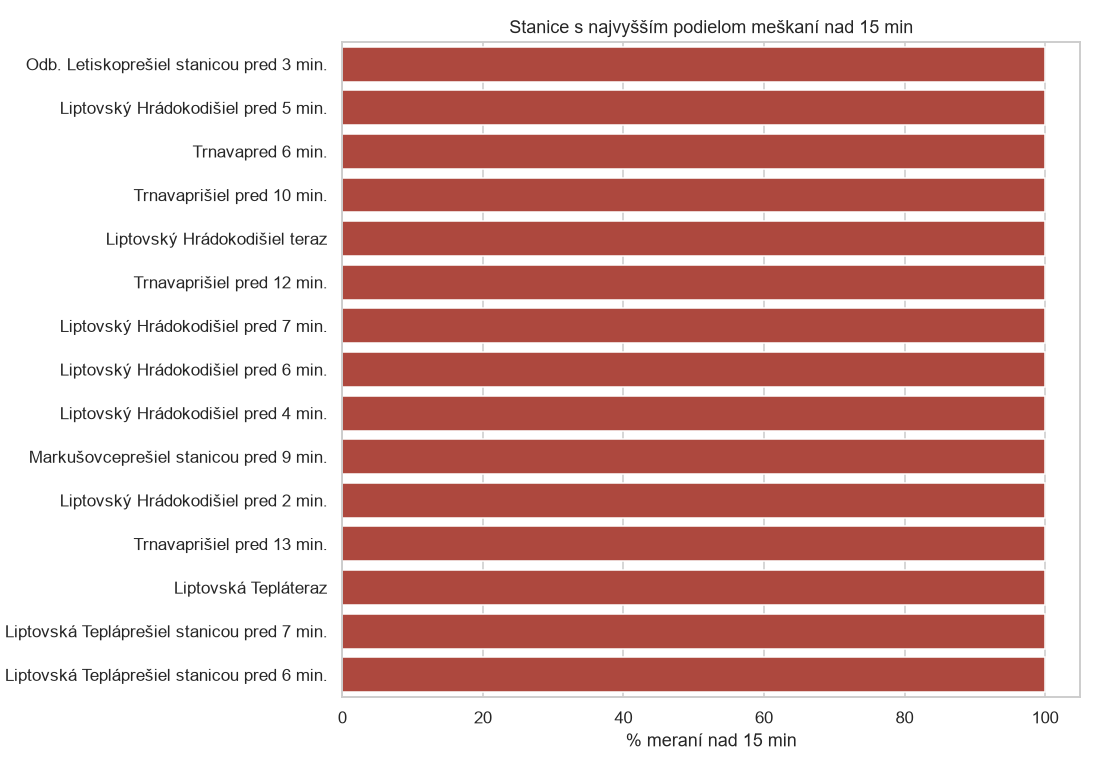 Stanice s najvyšším podielom meškaní nad 15 min
Odb. Letiskoprešiel stanicou pred 3 min.
Liptovský Hrádokodišiel pred 5 min.
Trnavapred 6 min.
Trnavaprišiel pred 10 min.
Liptovský Hrádokodišiel teraz
Trnavaprišiel pred 12 min.
Liptovský Hrádokodišiel pred 7 min.
Liptovský Hrádokodišiel pred 6 min.
Liptovský Hrádokodišiel pred 4 min.
Markušovceprešiel stanicou pred 9 min.
Liptovský Hrádokodišiel pred 2 min.
Trnavaprišiel pred 13 min.
Liptovská Tepláteraz
Liptovská Tepláprešiel stanicou pred 7 min.
Liptovská Tepláprešiel stanicou pred 6 min.
0 20 40 60 80 100
% meraní nad 15 min